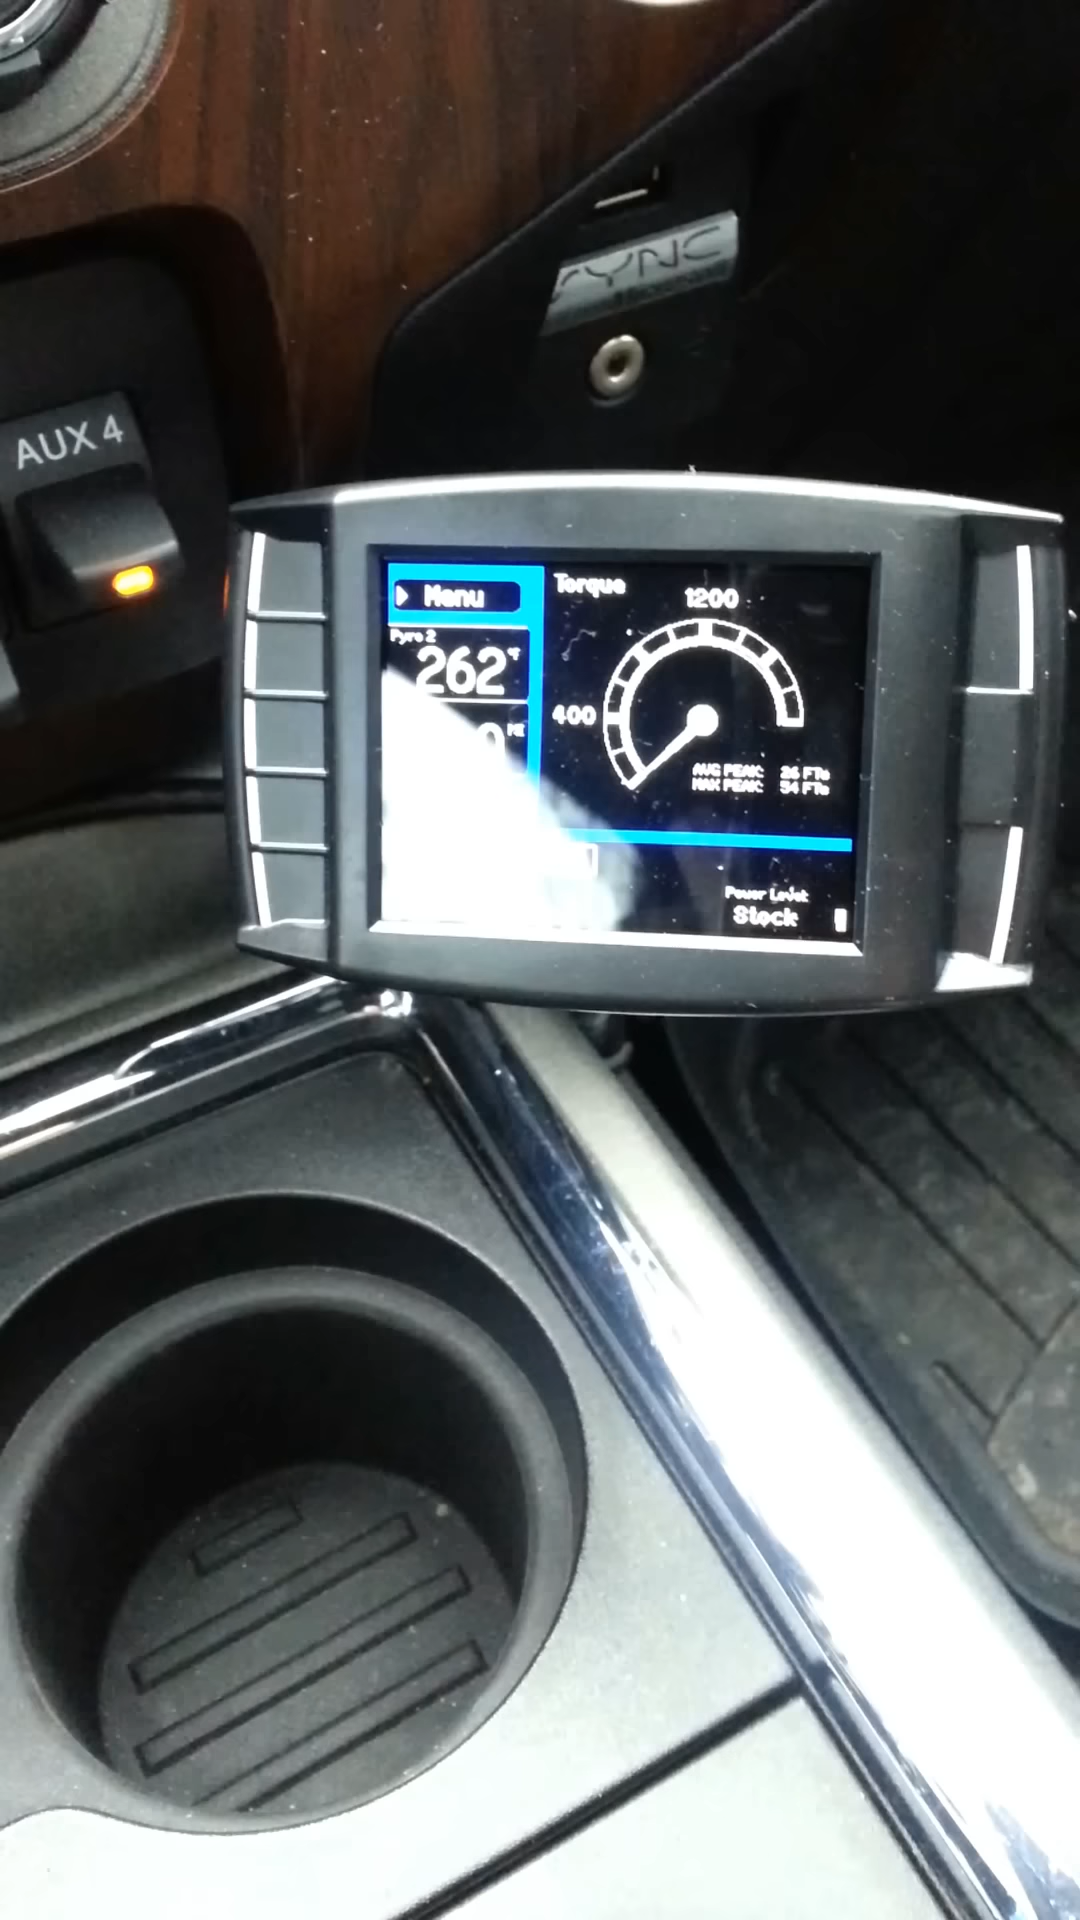 SYNC
AUX 4
Menu
Torque
1200
Pyro 2
262°F
400
AVG PEAK: 26 FTlb
MAX PEAK: 54 FTlb
Power Level:
Stock